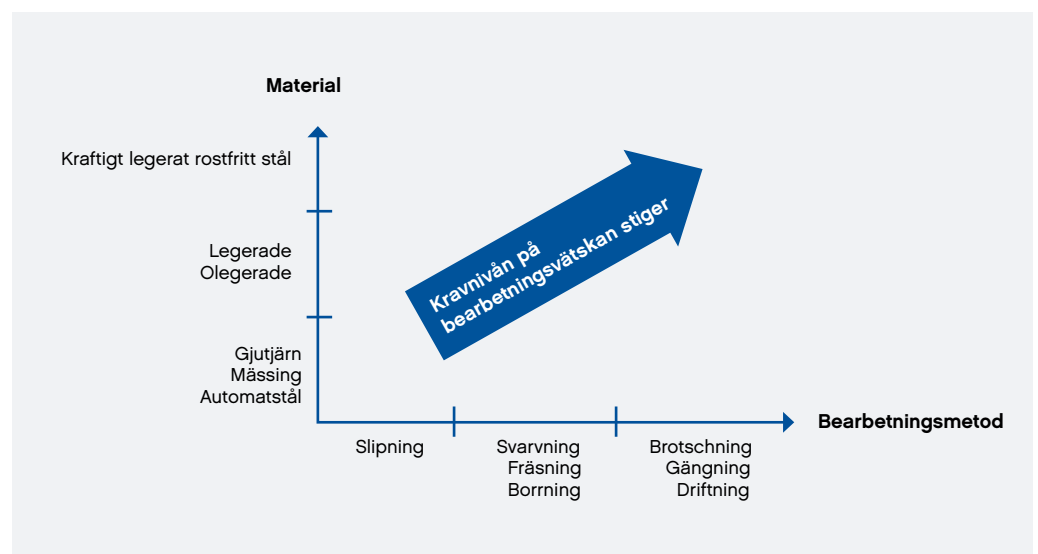 Material
Kraftigt legerat rostfritt stål
Legerade
Olegerade
Gjutjärn
Mässing
Automatstål
Kravnivån på
bearbetningsvätskan stiger
Bearbetningsmetod
Slipning
Svarvning
Fräsning
Borrning
Brotschning
Gängning
Driftning